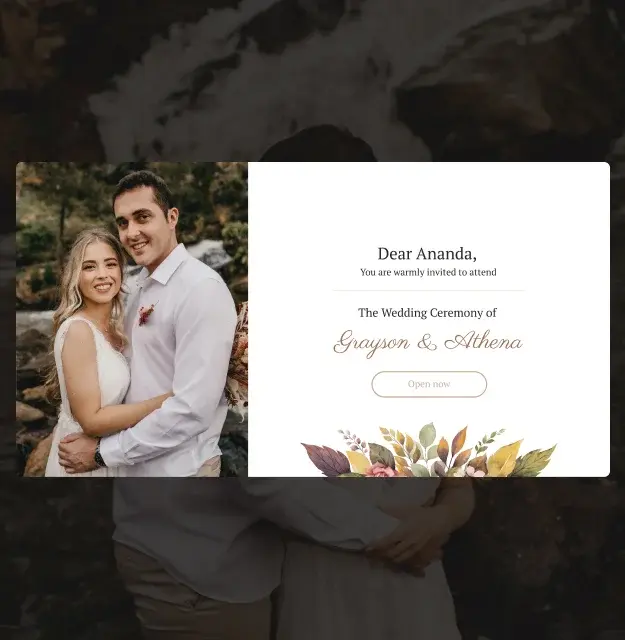 Dear Ananda,
You are warmly invited to attend
The Wedding Ceremony of
Grayson & Athena
Open now